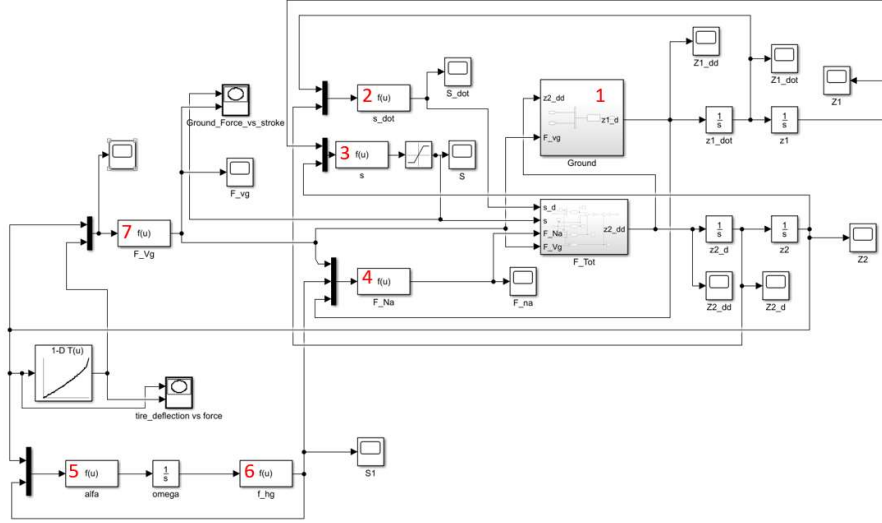 Z1_dd
Z1_dot
Z1
S_dot
2 f(u)
s_dot
z2_dd
1
z1_d
F_vg
Ground
1
s
z1_dot
1
s
z1
Ground_Force_vs_stroke
3 f(u)
s
S
F_vg
7 f(u)
F_Vg
s_d
s
F_Na
F_Vg
z2_dd
F_Tot
1
s
z2_d
1
s
z2
Z2
4 f(u)
F_Na
F_na
Z2_dd
Z2_d
1-D T(u)
tire_deflection vs force
5 f(u)
alfa
1
s
omega
6 f(u)
f_hg
S1